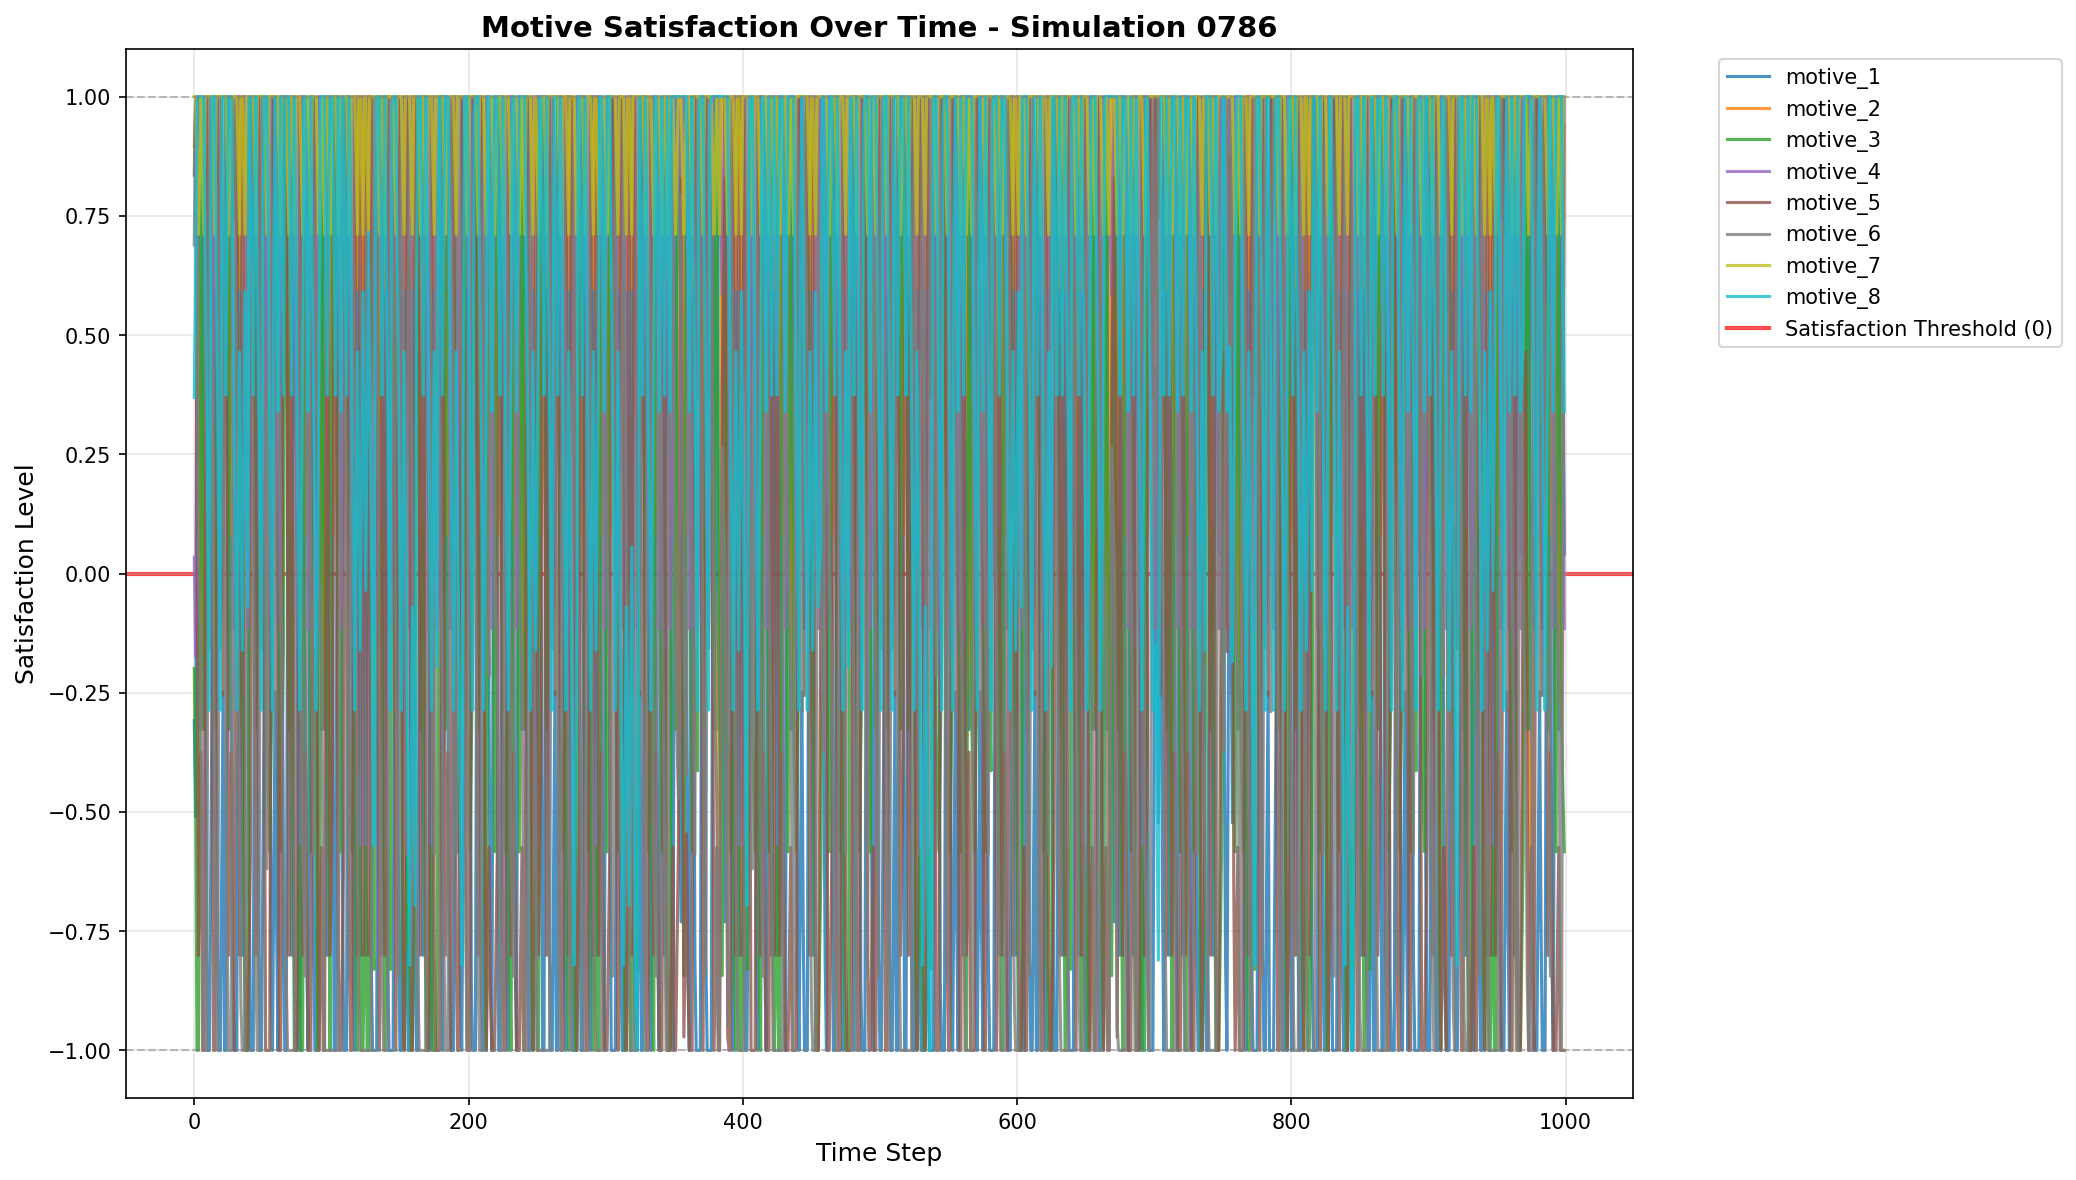 Motive Satisfaction Over Time - Simulation 0786
1.00
0.75
0.50
0.25
0.00
−0.25
−0.50
−0.75
−1.00
Satisfaction Level
0
200
400
600
800
1000
Time Step
motive_1
motive_2
motive_3
motive_4
motive_5
motive_6
motive_7
motive_8
Satisfaction Threshold (0)